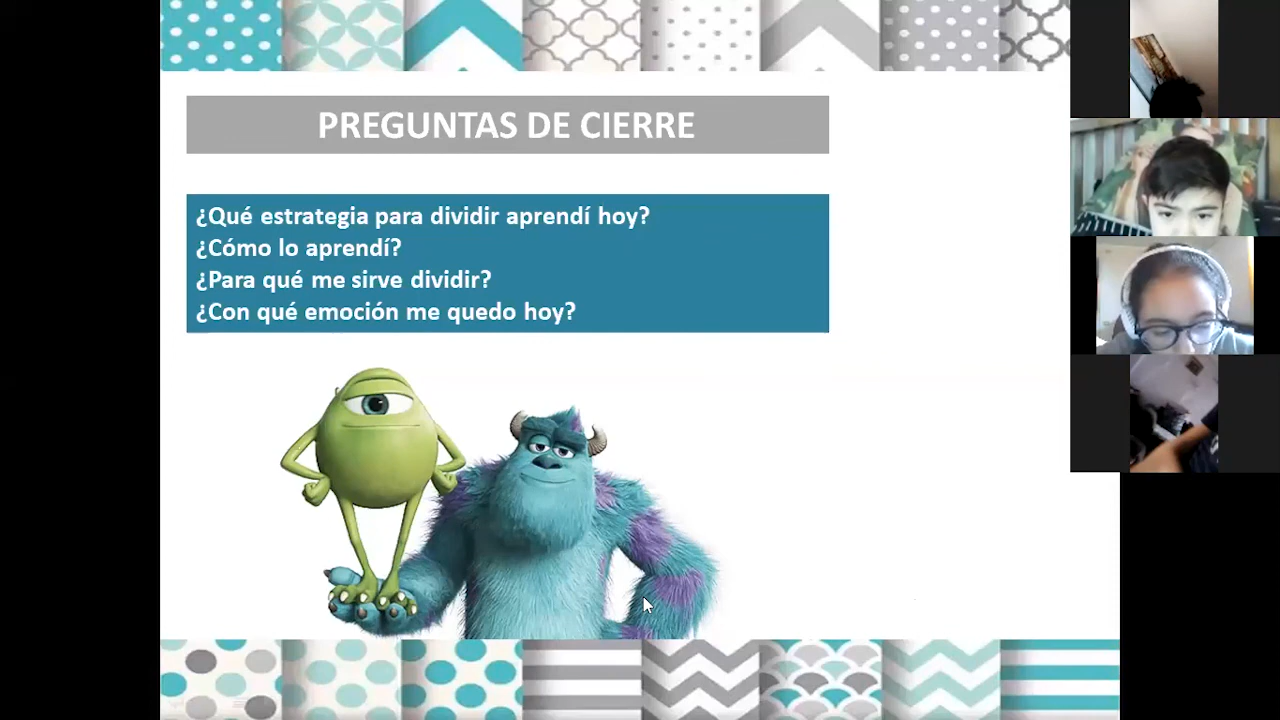 PREGUNTAS DE CIERRE
¿Qué estrategia para dividir aprendí hoy?
¿Cómo lo aprendí?
¿Para qué me sirve dividir?
¿Con qué emoción me quedo hoy?